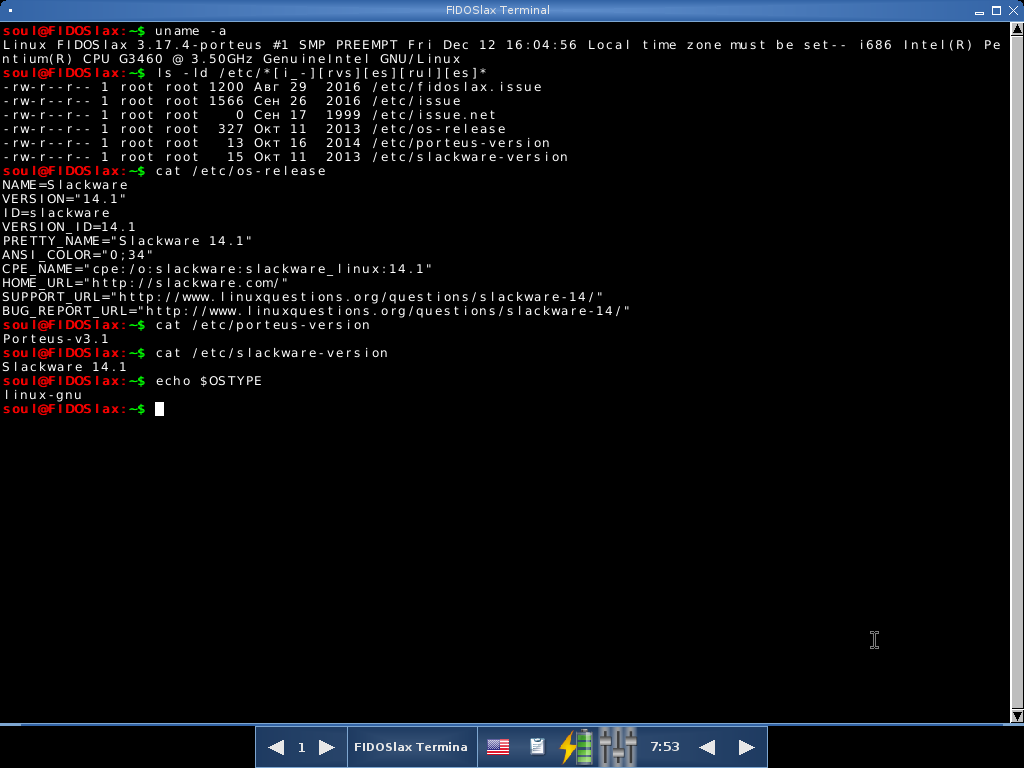 FIDOSlax Terminal
soul@FIDOSlax:~$ uname -a
Linux FIDOSlax 3.17.4-porteus #1 SMP PREEMPT Fri Dec 12 16:04:56 Local time zone must be set-- i686 Intel(R) Pe
ntium(R) CPU G3460 @ 3.50GHz GenuineIntel GNU/Linux
soul@FIDOSlax:~$ ls -ld /etc/*[i_-][rvs][es][rul][es]*
-rw-r--r-- 1 root root 1200 Авг 29  2016 /etc/fidoslax.issue
-rw-r--r-- 1 root root 1566 Сен 26  2016 /etc/issue
-rw-r--r-- 1 root root    0 Сен 17  1999 /etc/issue.net
-rw-r--r-- 1 root root  327 Окт 11  2013 /etc/os-release
-rw-r--r-- 1 root root   13 Окт 16  2014 /etc/porteus-version
-rw-r--r-- 1 root root   15 Окт 11  2013 /etc/slackware-version
soul@FIDOSlax:~$ cat /etc/os-release
NAME=Slackware
VERSION="14.1"
ID=slackware
VERSION_ID=14.1
PRETTY_NAME="Slackware 14.1"
ANSI_COLOR="0;34"
CPE_NAME="cpe:/o:slackware:slackware_linux:14.1"
HOME_URL="http://slackware.com/"
SUPPORT_URL="http://www.linuxquestions.org/questions/slackware-14/"
BUG_REPORT_URL="http://www.linuxquestions.org/questions/slackware-14/"
soul@FIDOSlax:~$ cat /etc/porteus-version
Porteus-v3.1
soul@FIDOSlax:~$ cat /etc/slackware-version
Slackware 14.1
soul@FIDOSlax:~$ echo $OSTYPE
linux-gnu
soul@FIDOSlax:~$
1 FIDOSlax Termina 7:53